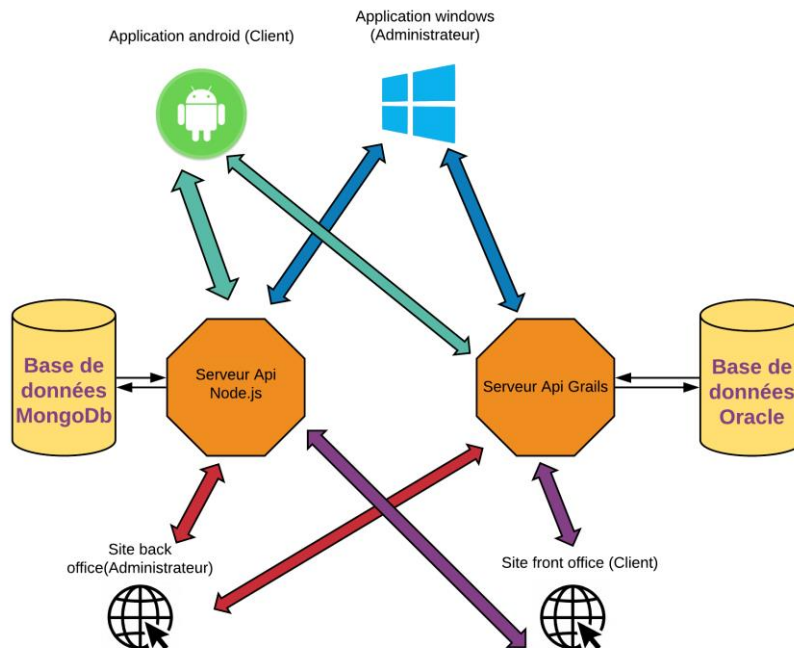 Application android (Client)
Application windows
(Administrateur)
Base de
données
MongoDb
Serveur Api
Node.js
Serveur Api Grails
Base de
données
Oracle
Site back
office(Administrateur)
Site front office (Client)